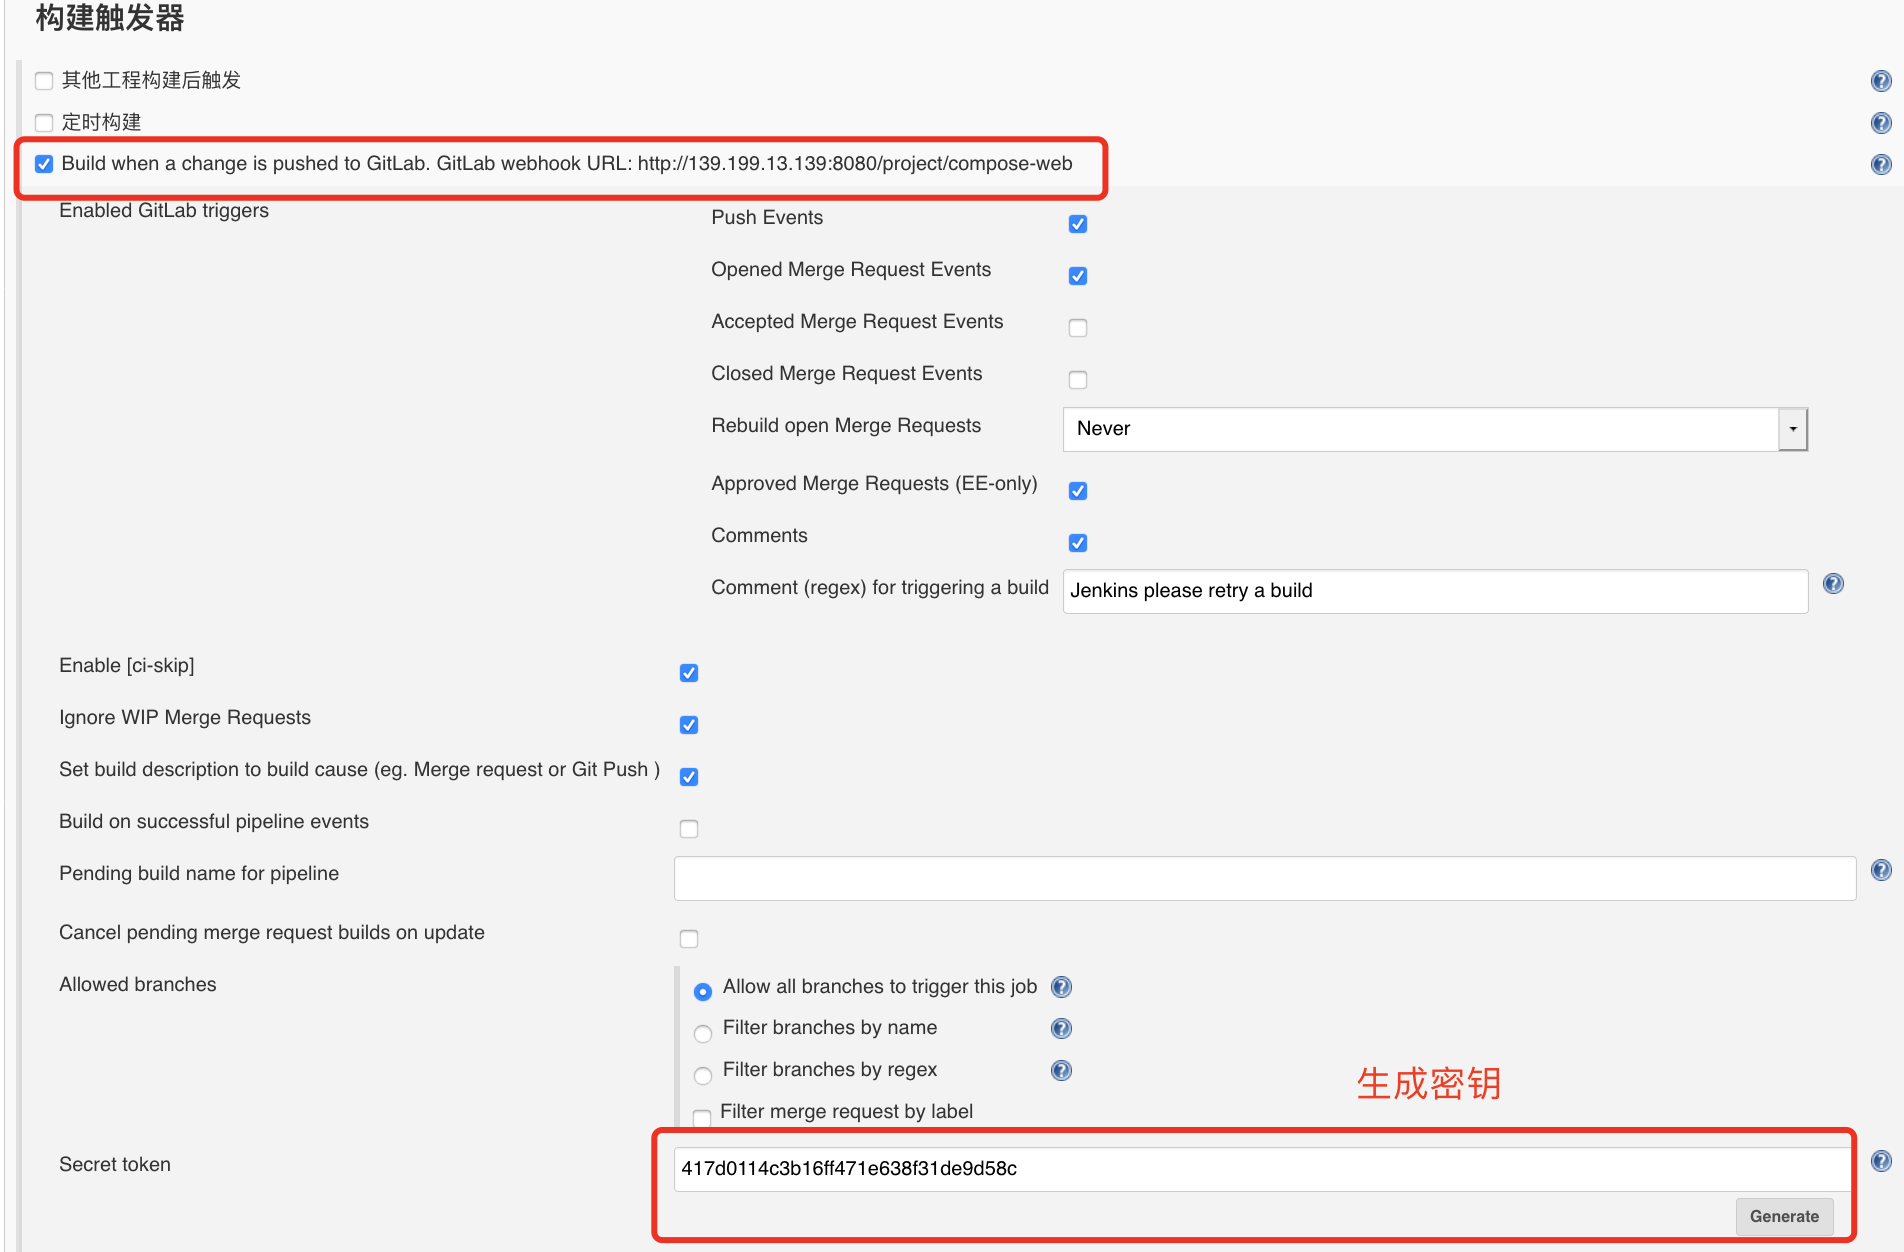 构建触发器
其他工程构建后触发
定时构建
Build when a change is pushed to GitLab. GitLab webhook URL: http://139.199.13.139:8080/project/compose-web
Enabled GitLab triggers
Push Events
Opened Merge Request Events
Accepted Merge Request Events
Closed Merge Request Events
Rebuild open Merge Requests
Never
Approved Merge Requests (EE-only)
Comments
Comment (regex) for triggering a build
Jenkins please retry a build
Enable [ci-skip]
Ignore WIP Merge Requests
Set build description to build cause (eg. Merge request or Git Push )
Build on successful pipeline events
Pending build name for pipeline
Cancel pending merge request builds on update
Allowed branches
Allow all branches to trigger this job
Filter branches by name
Filter branches by regex
Filter merge request by label
生成密钥
Secret token
417d0114c3b16ff471e638f31de9d58c
Generate